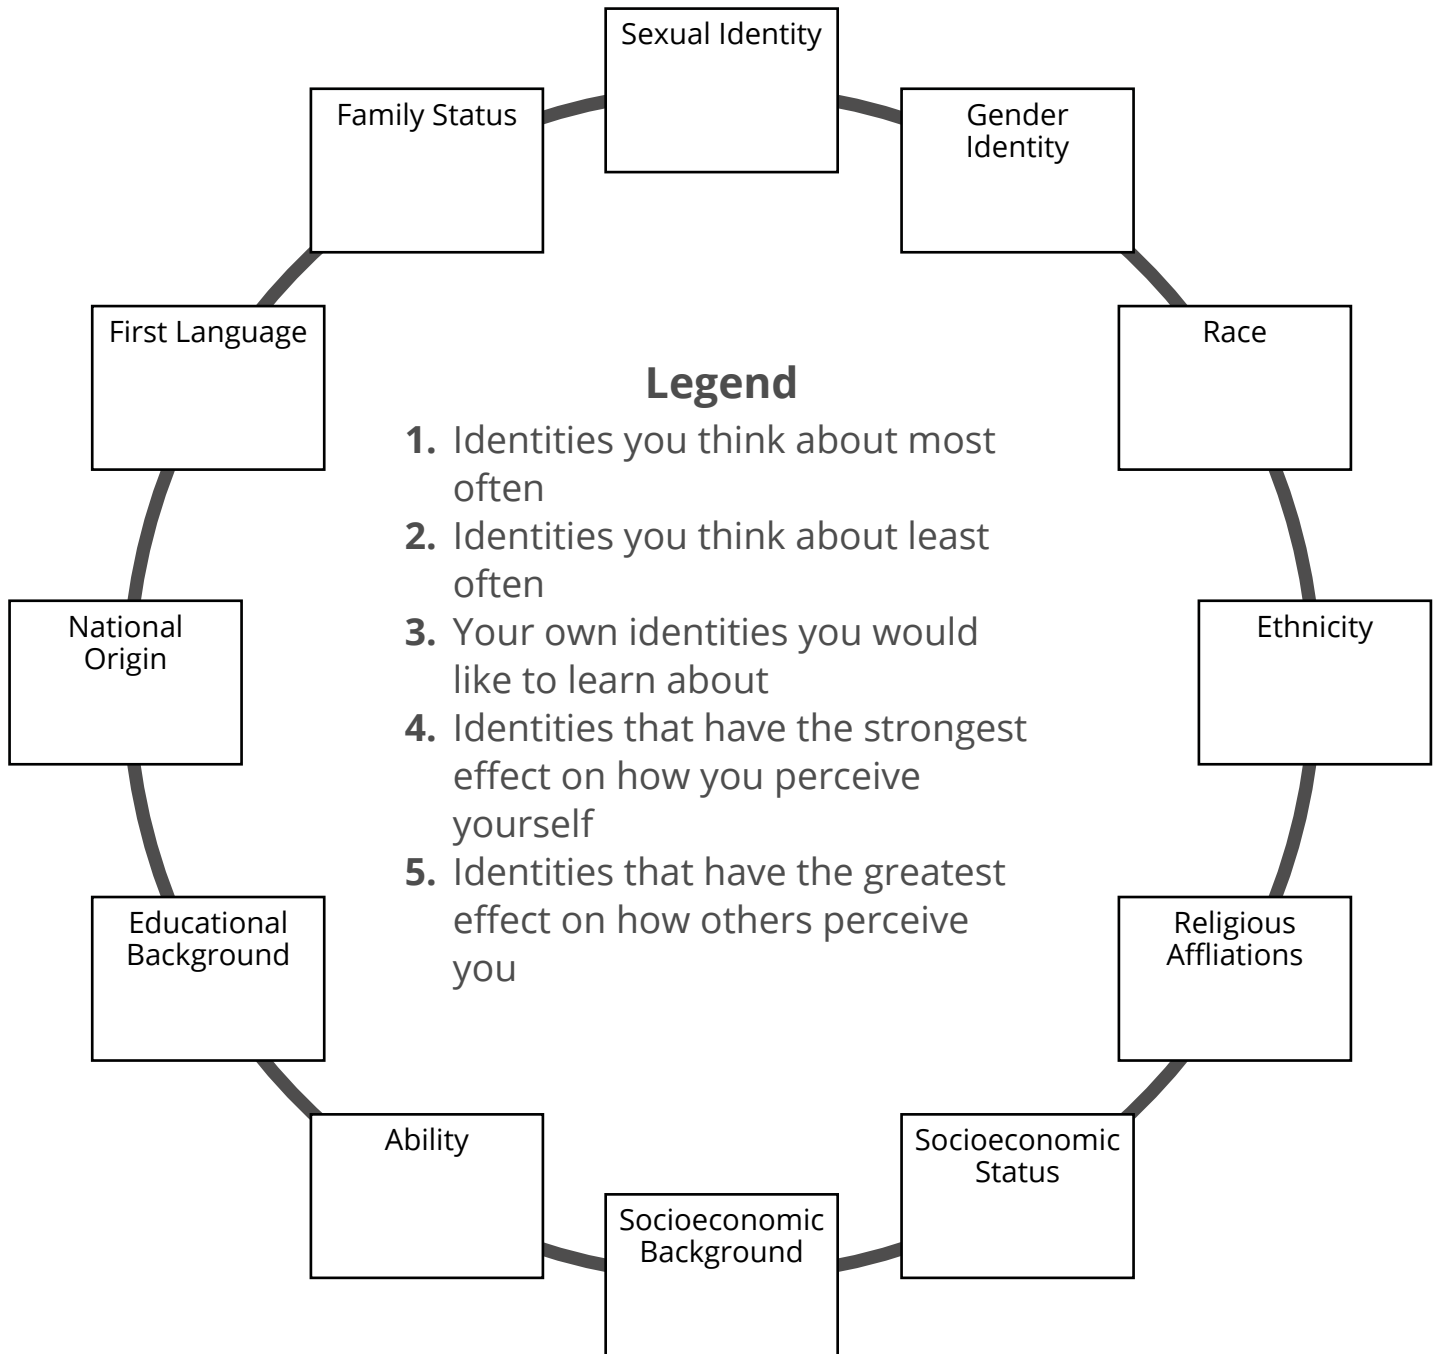 Sexual Identity
Gender
Identity
Race
Ethnicity
Religious
Affliations
Socioeconomic
Status
Socioeconomic
Background
Ability
Educational
Background
National
Origin
First Language
Family Status
Legend
1. Identities you think about most
often
2. Identities you think about least
often
3. Your own identities you would
like to learn about
4. Identities that have the strongest
effect on how you perceive
yourself
5. Identities that have the greatest
effect on how others perceive
you